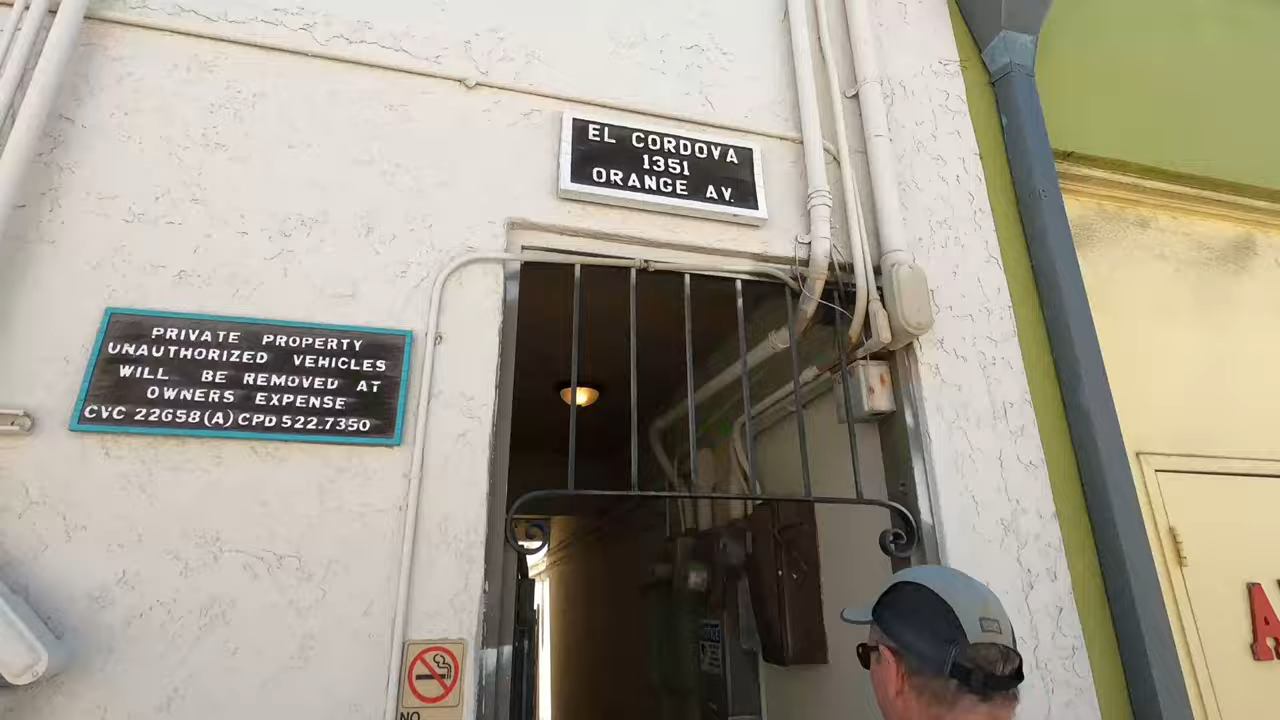 EL CORDOVA
1351
ORANGE AV.
PRIVATE PROPERTY
UNAUTHORIZED VEHICLES
WILL BE REMOVED AT
OWNERS EXPENSE
CVC 22658(A) CPD 522.7350
NO
A